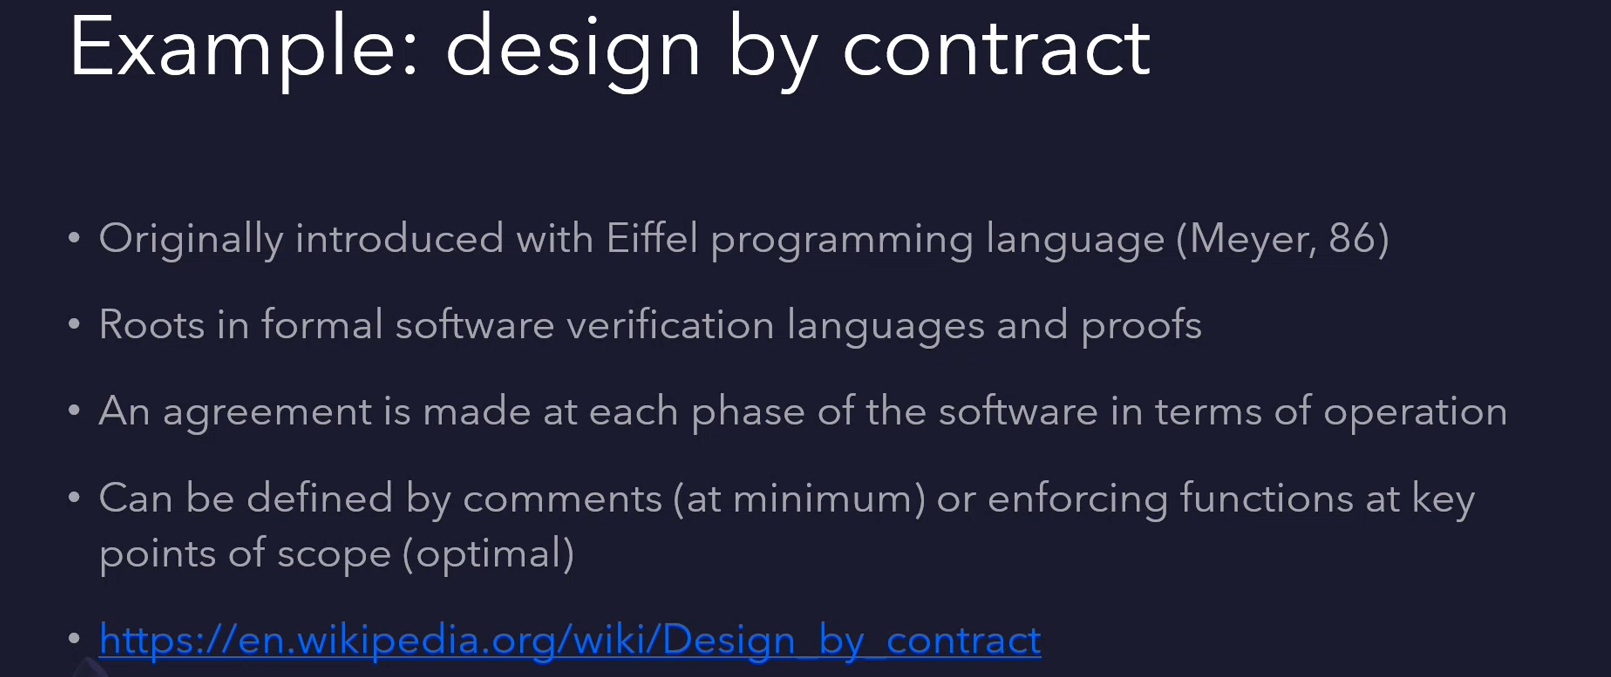 Example: design by contract
• Originally introduced with Eiffel programming language (Meyer, 86)
• Roots in formal software verification languages and proofs
• An agreement is made at each phase of the software in terms of operation
• Can be defined by comments (at minimum) or enforcing functions at key
points of scope (optimal)
• https://en.wikipedia.org/wiki/Design_by_contract